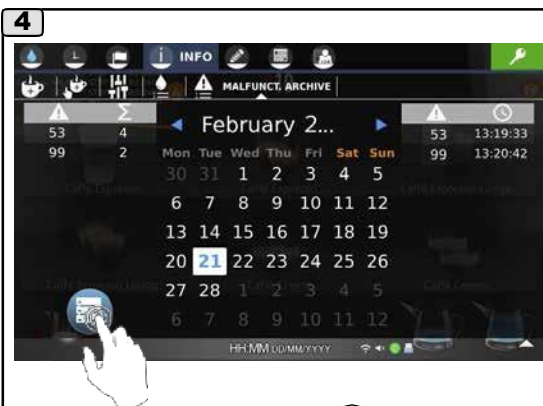 4
INFO
MALFUNCT. ARCHIVE
Σ
53 4
99 2
February 2...
Mon Tue Wed Thu Fri Sat Sun
30 31 1 2 3 4 5
6 7 8 9 10 11 12
13 14 15 16 17 18 19
20 21 22 23 24 25 26
27 28 1 2 3 4 5
6 7 8 9 10 11 12
53 13:19:33
99 13:20:42
HH:MM DD/MM/YYYY